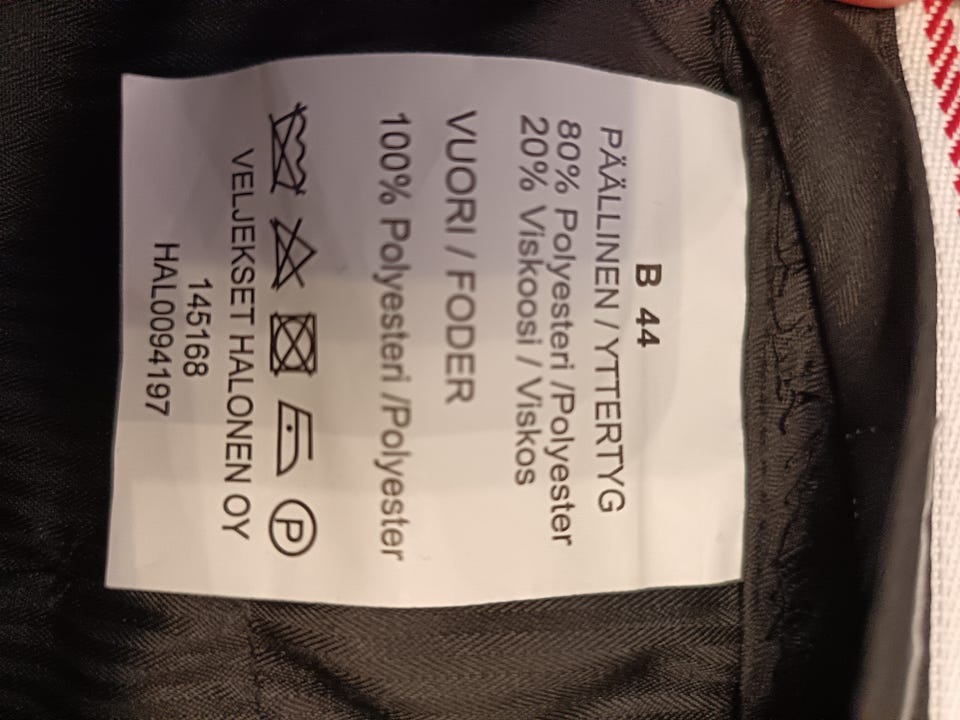 B 44
PÄÄLLINEN / YTTERTYG
80% Polyesteri /Polyester
20% Viskoosi / Viskos
VUORI / FODER
100% Polyesteri /Polyester
P
VELJEKSET HALONEN OY
145168
HAL0094197